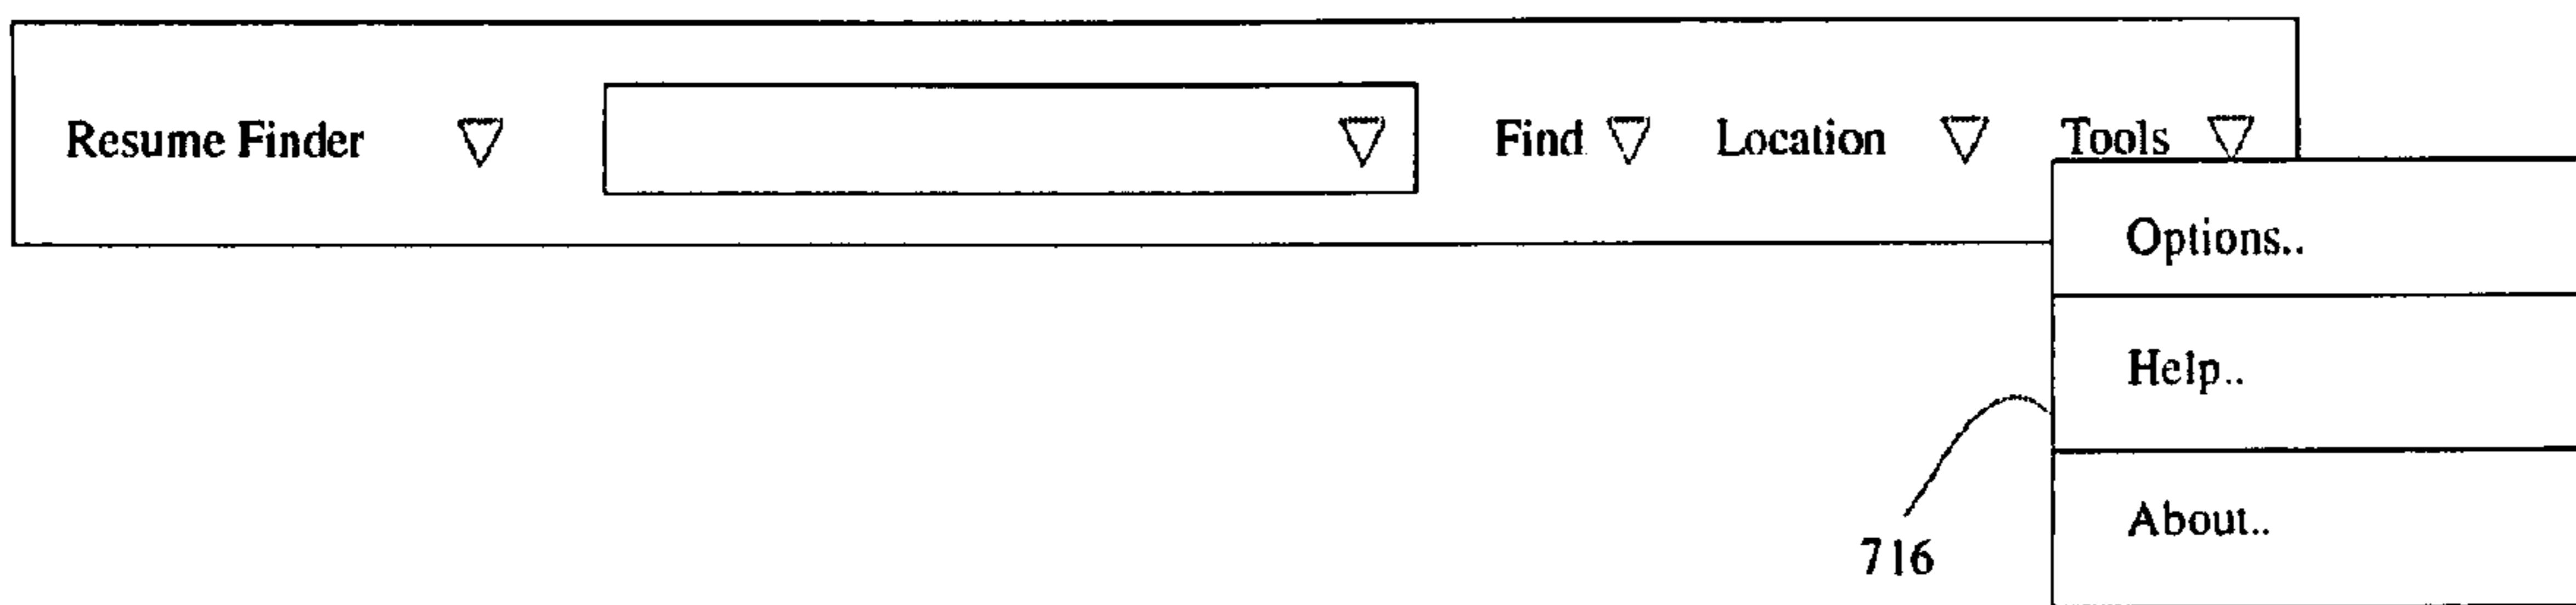 Resume Finder Find Location Tools
Options..
Help..
About..
716